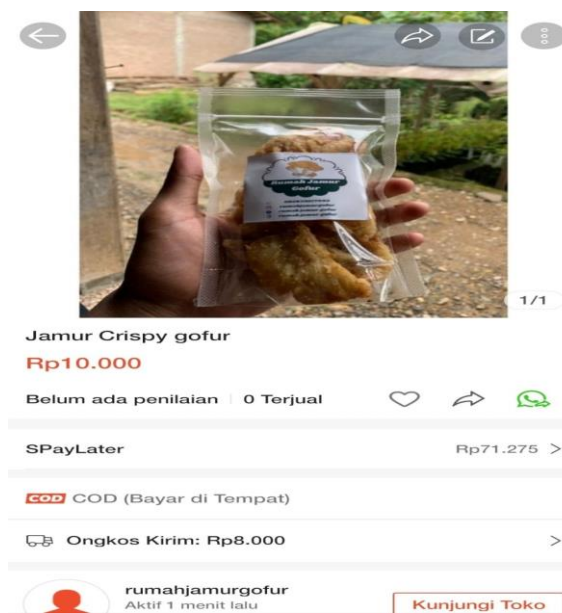 Rumah Jamur
Gofur
1/1
Jamur Crispy gofur
Rp10.000
Belum ada penilaian
0 Terjual
SPayLater
Rp71.275
COD COD (Bayar di Tempat)
Ongkos Kirim: Rp8.000
rumahjamurgofur
Aktif 1 menit lalu
Kunjungi Toko